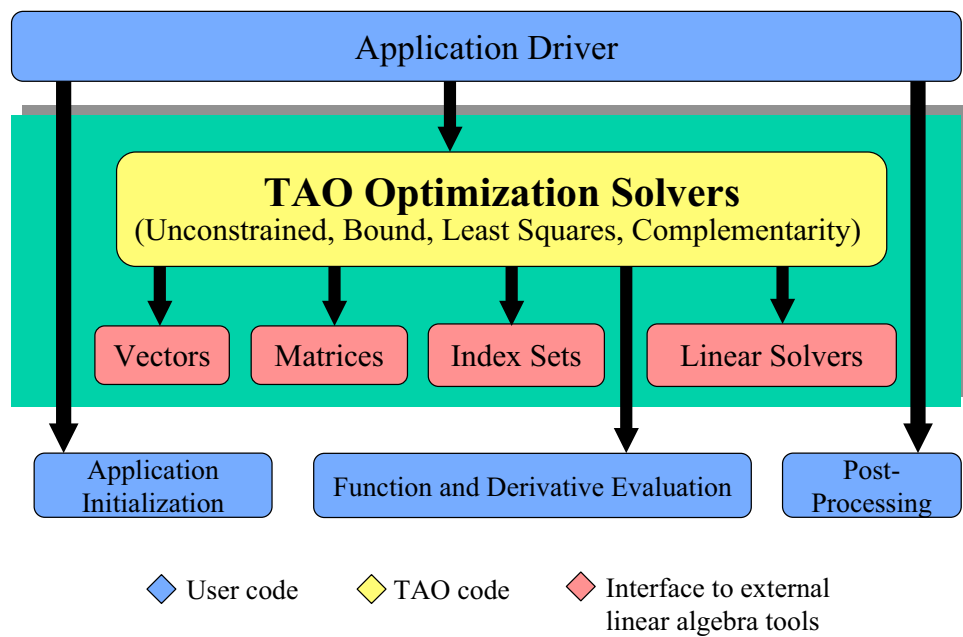 Application Driver
TAO Optimization Solvers
(Unconstrained, Bound, Least Squares, Complementarity)
Vectors
Matrices
Index Sets
Linear Solvers
Application
Initialization
Function and Derivative Evaluation
Post-
Processing
User code
TAO code
Interface to external
linear algebra tools